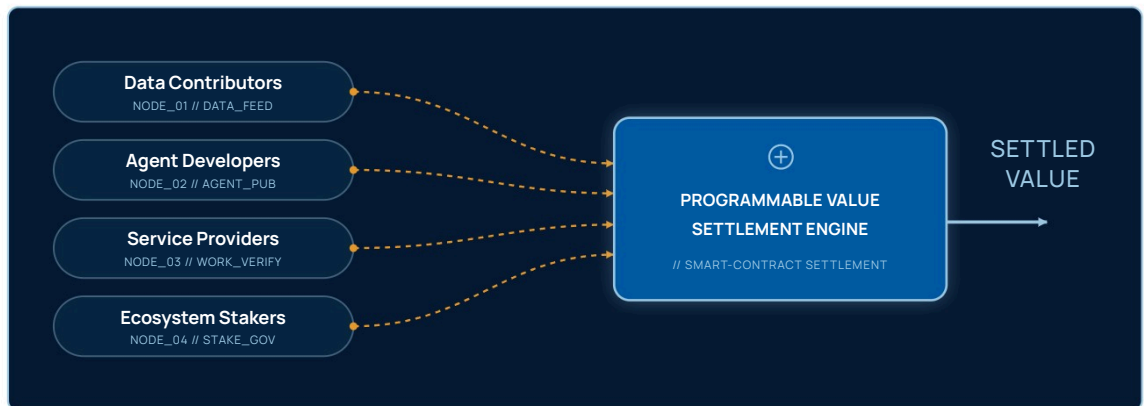 Data Contributors
NODE_01 // DATA_FEED
Agent Developers
NODE_02 // AGENT_PUB
Service Providers
NODE_03 // WORK_VERIFY
Ecosystem Stakers
NODE_04 // STAKE_GOV
PROGRAMMABLE VALUE
SETTLEMENT ENGINE
// SMART-CONTRACT SETTLEMENT
SETTLED
VALUE